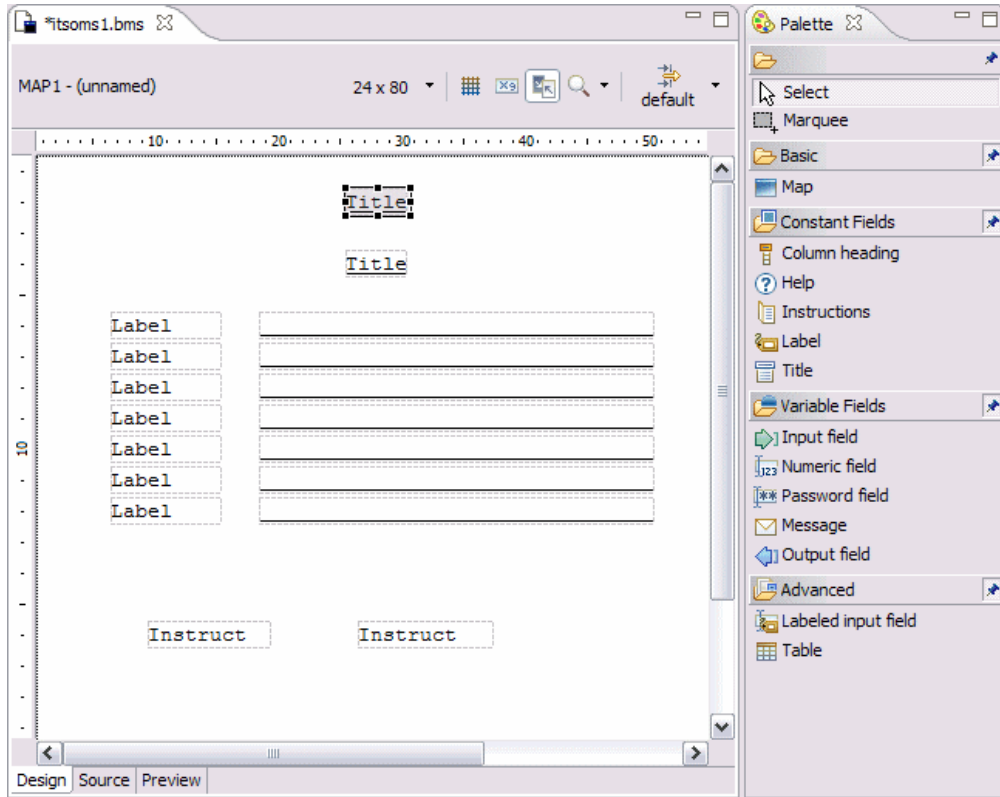 *itsoms1.bms
MAP1 - (unnamed)
24 x 80
default
10 20 30 40 50
Title
Title
Label
Label
Label
Label
10
Label
Label
Label
Instruct Instruct
Design Source Preview
Palette
Select
Marquee
Basic
Map
Constant Fields
Column heading
Help
Instructions
Label
Title
Variable Fields
Input field
Numeric field
Password field
Message
Output field
Advanced
Labeled input field
Table